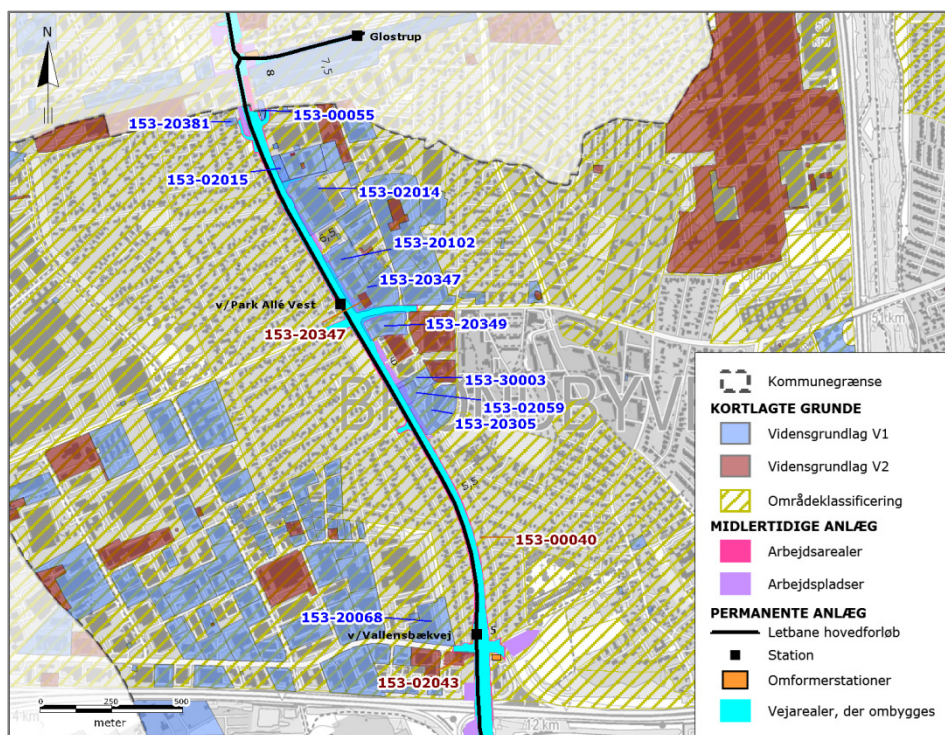 N
Glostrup
7,5
8
153-00055
153-20381
153-02015
153-02014
6,5
153-20102
153-20347
v/Park Allé Vest
153-20347
153-20349
153-30003
153-02059
153-20305
5,5
153-00040
153-20068
v/Vallensbækvej
5
153-02043
0 250 500
meter
12 km
Kommunegrænse
KORTLAGTE GRUNDE
Vidensgrundlag V1
Vidensgrundlag V2
Områdeklassificering
MIDLERTIDIGE ANLÆG
Arbejdsarealer
Arbejdspladser
PERMANENTE ANLÆG
Letbane hovedforløb
Station
Omformerstationer
Vejarealer, der ombygges